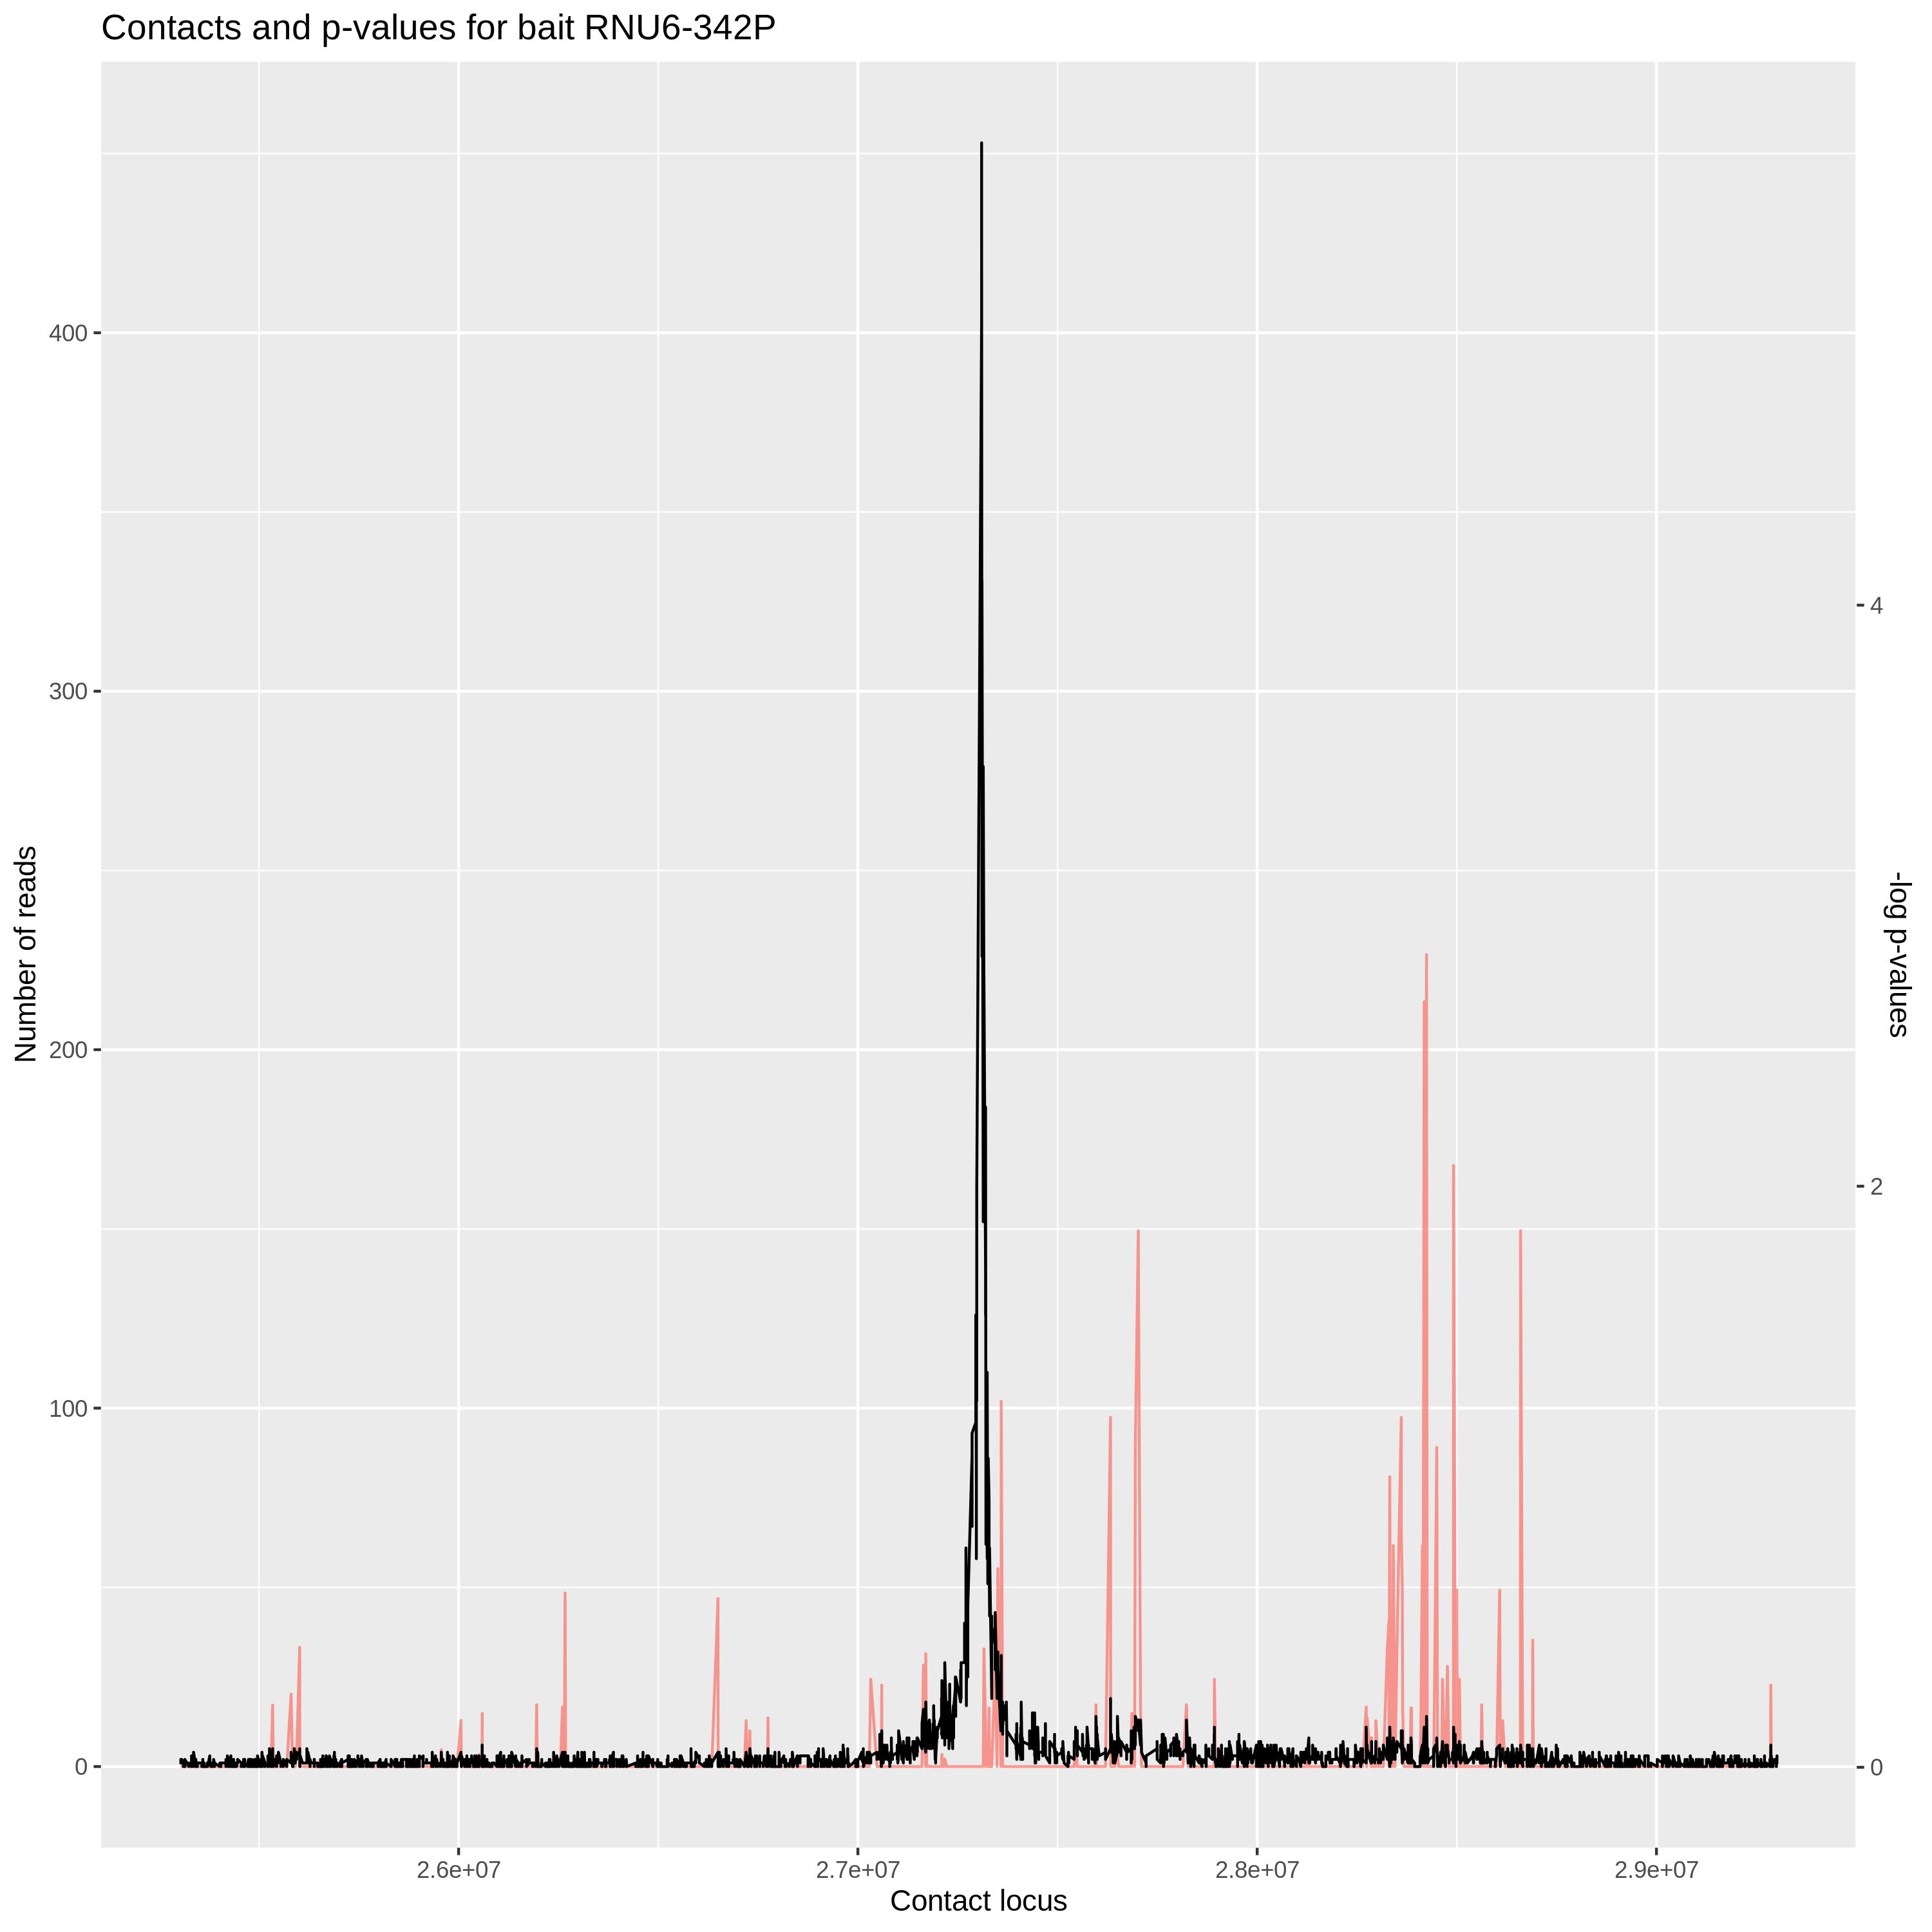 Contacts and p-values for bait RNU6-342P
Number of reads
400
300
200
100
0
4
2
0
-log p-values
2.6e+07
2.7e+07
2.8e+07
2.9e+07
Contact locus